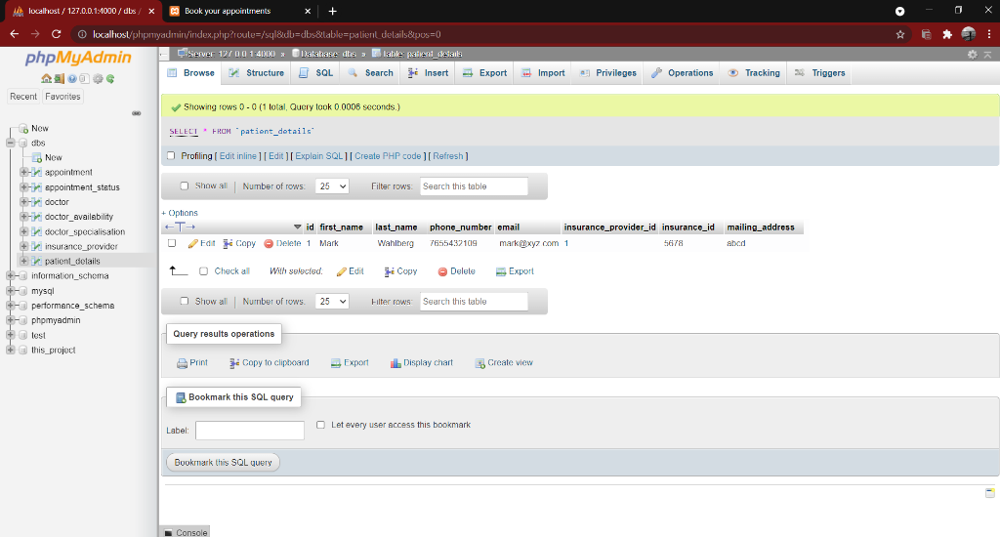 localhost / 127.0.0.1:4000 / dbs /
Book your appointments
localhost/phpmyadmin/index.php?route=/sql&db=dbs&table=patient_details&pos=0
phpMyAdmin
Recent Favorites
New
dbs
New
appointment
appointment_status
doctor
doctor_availability
doctor_specialisation
insurance_provider
patient_details
information_schema
mysql
performance_schema
phpmyadmin
test
this_project
Server: 127.0.0.1:4000 » Database: dbs » Table: patient_details
Browse Structure SQL Search Insert Export Import Privileges Operations Tracking Triggers
Showing rows 0 - 0 (1 total, Query took 0.0006 seconds.)
SELECT * FROM `patient_details`
Profiling [ Edit inline ] [ Edit ] [ Explain SQL ] [ Create PHP code ] [ Refresh ]
Show all Number of rows: 25 Filter rows: Search this table
+ Options
id first_name last_name phone_number email insurance_provider_id insurance_id mailing_address
Edit Copy Delete 1 Mark Wahlberg 7655432109 mark@xyz.com 1 5678 abcd
Check all With selected: Edit Copy Delete Export
Show all Number of rows: 25 Filter rows: Search this table
Query results operations
Print Copy to clipboard Export Display chart Create view
Bookmark this SQL query
Label: Let every user access this bookmark
Bookmark this SQL query
Console